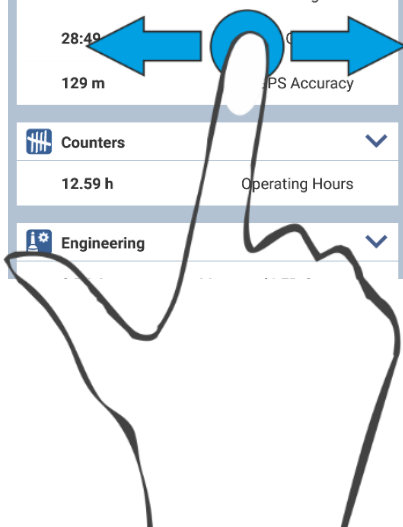 28:49
129 m PS Accuracy
Counters
12.59 h Operating Hours
Engineering